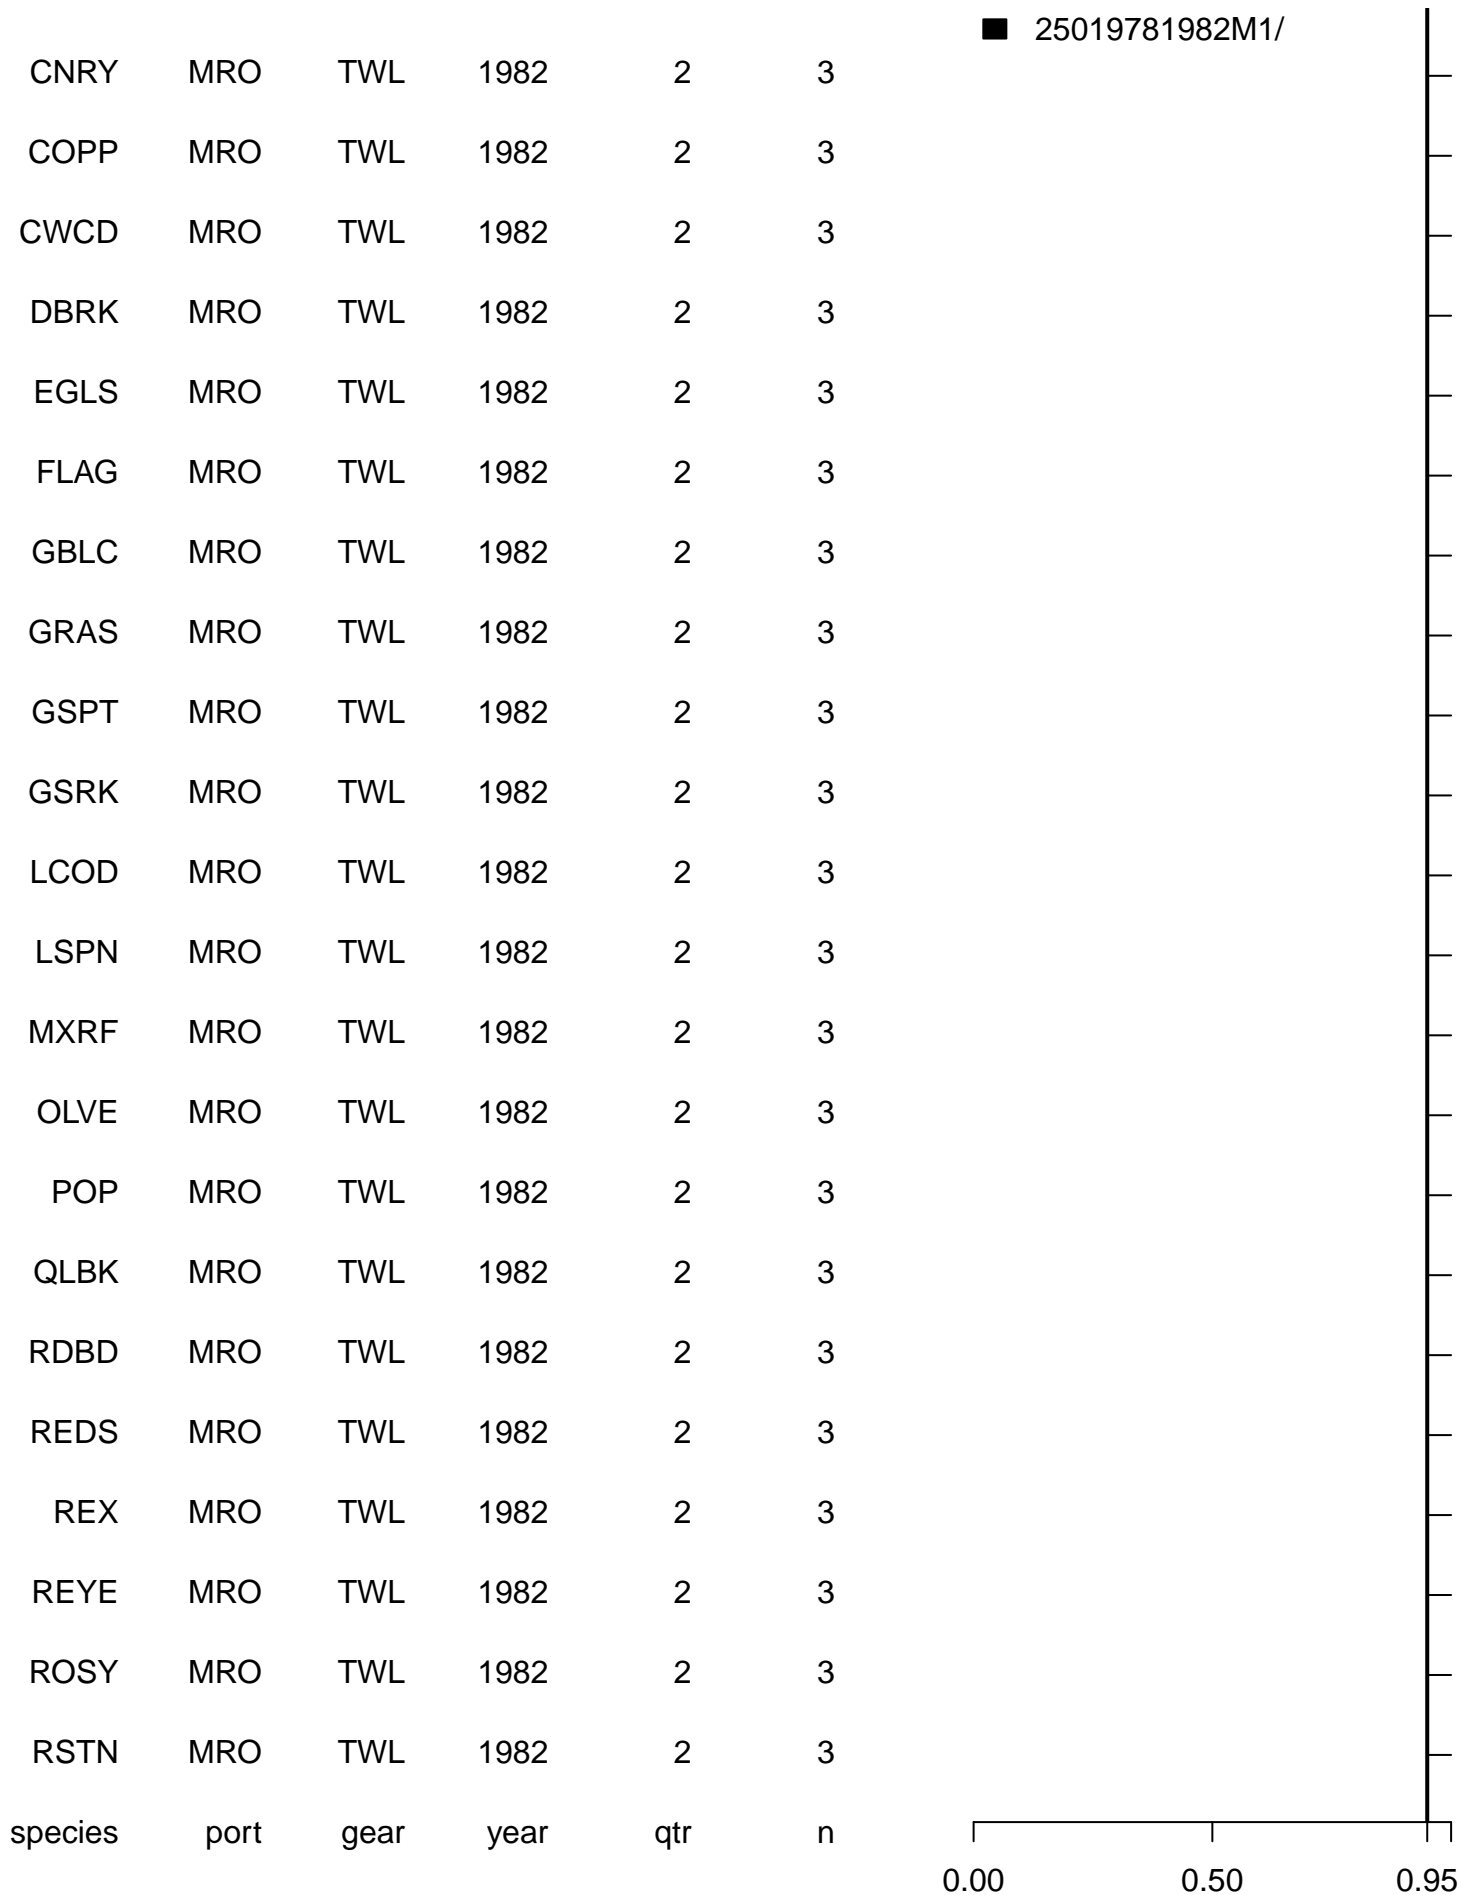 25019781982M1/
CNRY MRO TWL 1982 2 3
COPP MRO TWL 1982 2 3
CWCD MRO TWL 1982 2 3
DBRK MRO TWL 1982 2 3
EGLS MRO TWL 1982 2 3
FLAG MRO TWL 1982 2 3
GBLC MRO TWL 1982 2 3
GRAS MRO TWL 1982 2 3
GSPT MRO TWL 1982 2 3
GSRK MRO TWL 1982 2 3
LCOD MRO TWL 1982 2 3
LSPN MRO TWL 1982 2 3
MXRF MRO TWL 1982 2 3
OLVE MRO TWL 1982 2 3
POP MRO TWL 1982 2 3
QLBK MRO TWL 1982 2 3
RDBD MRO TWL 1982 2 3
REDS MRO TWL 1982 2 3
REX MRO TWL 1982 2 3
REYE MRO TWL 1982 2 3
ROSY MRO TWL 1982 2 3
RSTN MRO TWL 1982 2 3
species port gear year qtr n
0.00 0.50 0.95